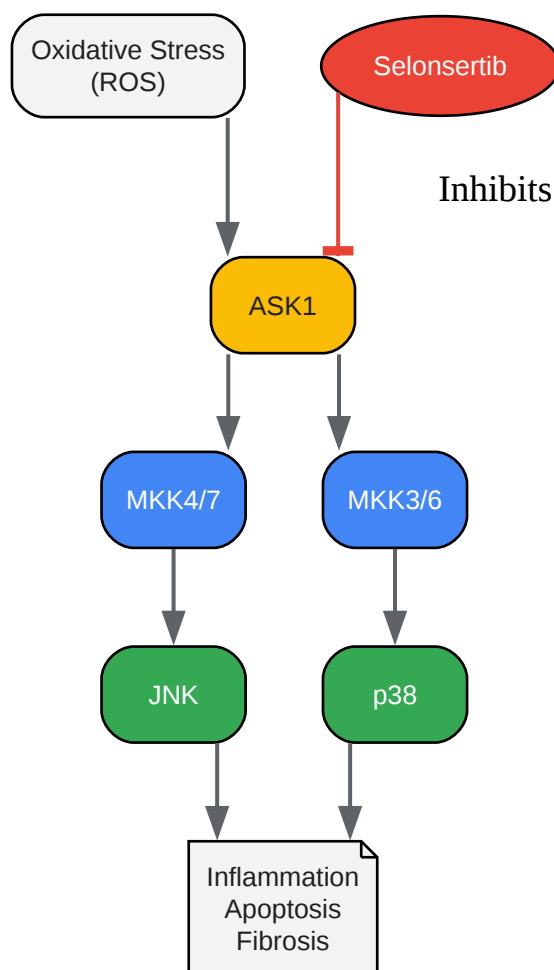 Oxidative Stress
(ROS)
Selonsertib
Inhibits
ASK1
MKK4/7
MKK3/6
JNK
p38
Inflammation
Apoptosis
Fibrosis